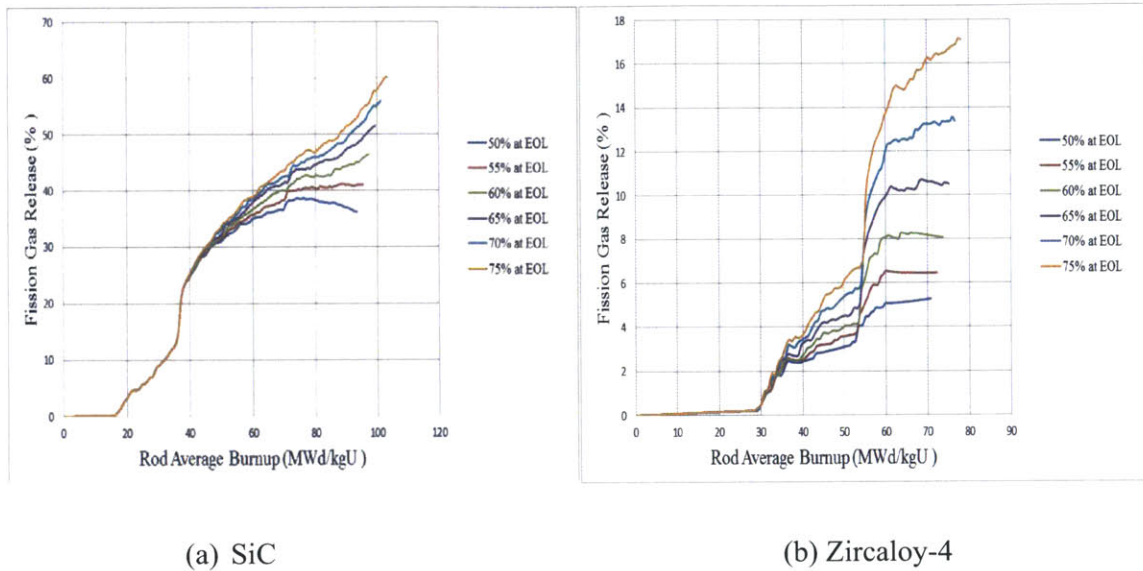 70
60
50
40
30
20
10
0
Fission Gas Release (%)
0 20 40 60 80 100 120
Rod Average Burnup (MWd/kgU )
50% at EOL
55% at EOL
60% at EOL
65% at EOL
70% at EOL
75% at EOL
18
16
14
12
10
8
6
4
2
0
Fission Gas Release (%)
0 10 20 30 40 50 60 70 80 90
Rod Average Burnup (MWd/kgU )
50% at EOL
55% at EOL
60% at EOL
65% at EOL
70% at EOL
75% at EOL
(a) SiC
(b) Zircaloy-4